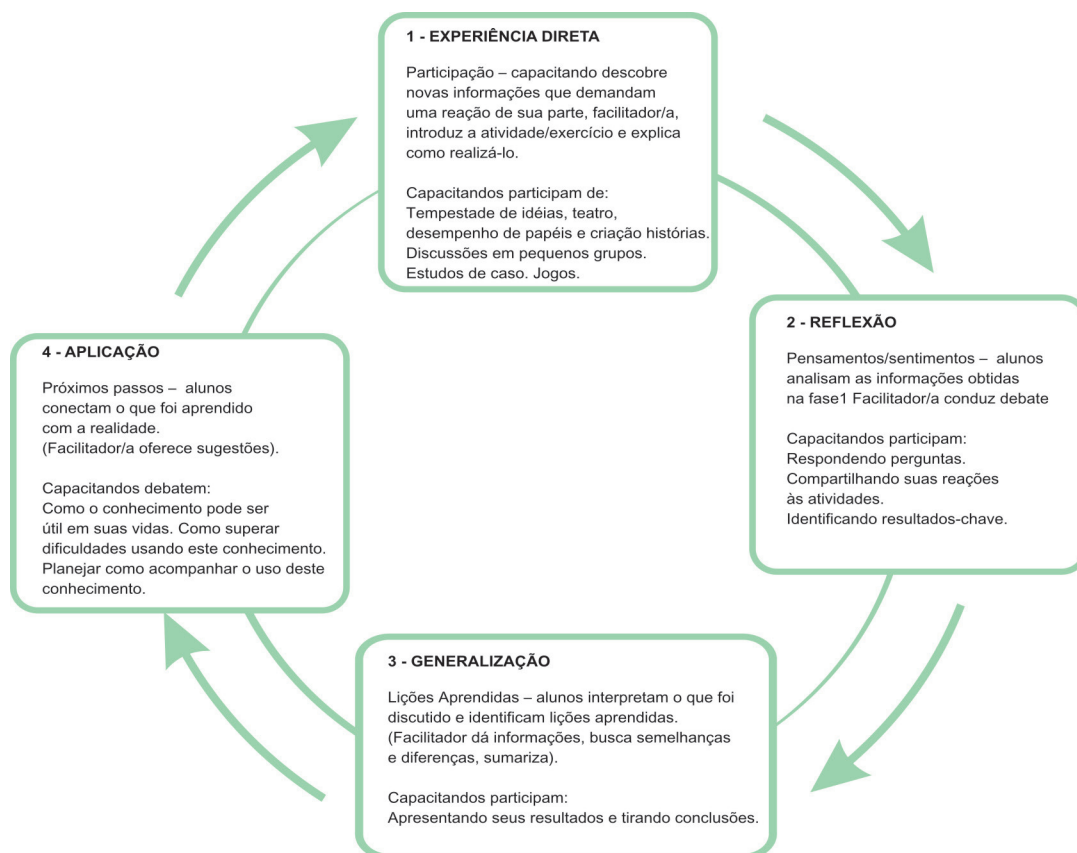 1 - EXPERIÊNCIA DIRETA
Participação – capacitando descobre
novas informações que demandam
uma reação de sua parte, facilitador/a,
introduz a atividade/exercício e explica
como realizá-lo.
Capacitandos participam de:
Tempestade de idéias, teatro,
desempenho de papéis e criação histórias.
Discussões em pequenos grupos.
Estudos de caso. Jogos.
2 - REFLEXÃO
Pensamentos/sentimentos – alunos
analisam as informações obtidas
na fase1 Facilitador/a conduz debate
Capacitandos participam:
Respondendo perguntas.
Compartilhando suas reações
às atividades.
Identificando resultados-chave.
3 - GENERALIZAÇÃO
Lições Aprendidas – alunos interpretam o que foi
discutido e identificam lições aprendidas.
(Facilitador dá informações, busca semelhanças
e diferenças, sumariza).
Capacitandos participam:
Apresentando seus resultados e tirando conclusões.
4 - APLICAÇÃO
Próximos passos – alunos
conectam o que foi aprendido
com a realidade.
(Facilitador/a oferece sugestões).
Capacitandos debatem:
Como o conhecimento pode ser
útil em suas vidas. Como superar
dificuldades usando este conhecimento.
Planejar como acompanhar o uso deste
conhecimento.